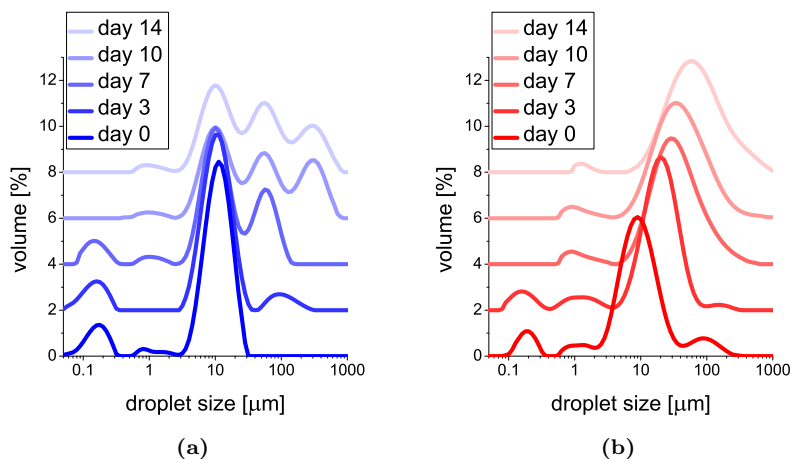 day 14
day 10
day 7
day 3
day 0
12
10
8
6
4
2
0
volume [%]
0.1 1 10 100 1000
droplet size [μm]
(a)
day 14
day 10
day 7
day 3
day 0
12
10
8
6
4
2
0
volume [%]
0.1 1 10 100 1000
droplet size [μm]
(b)